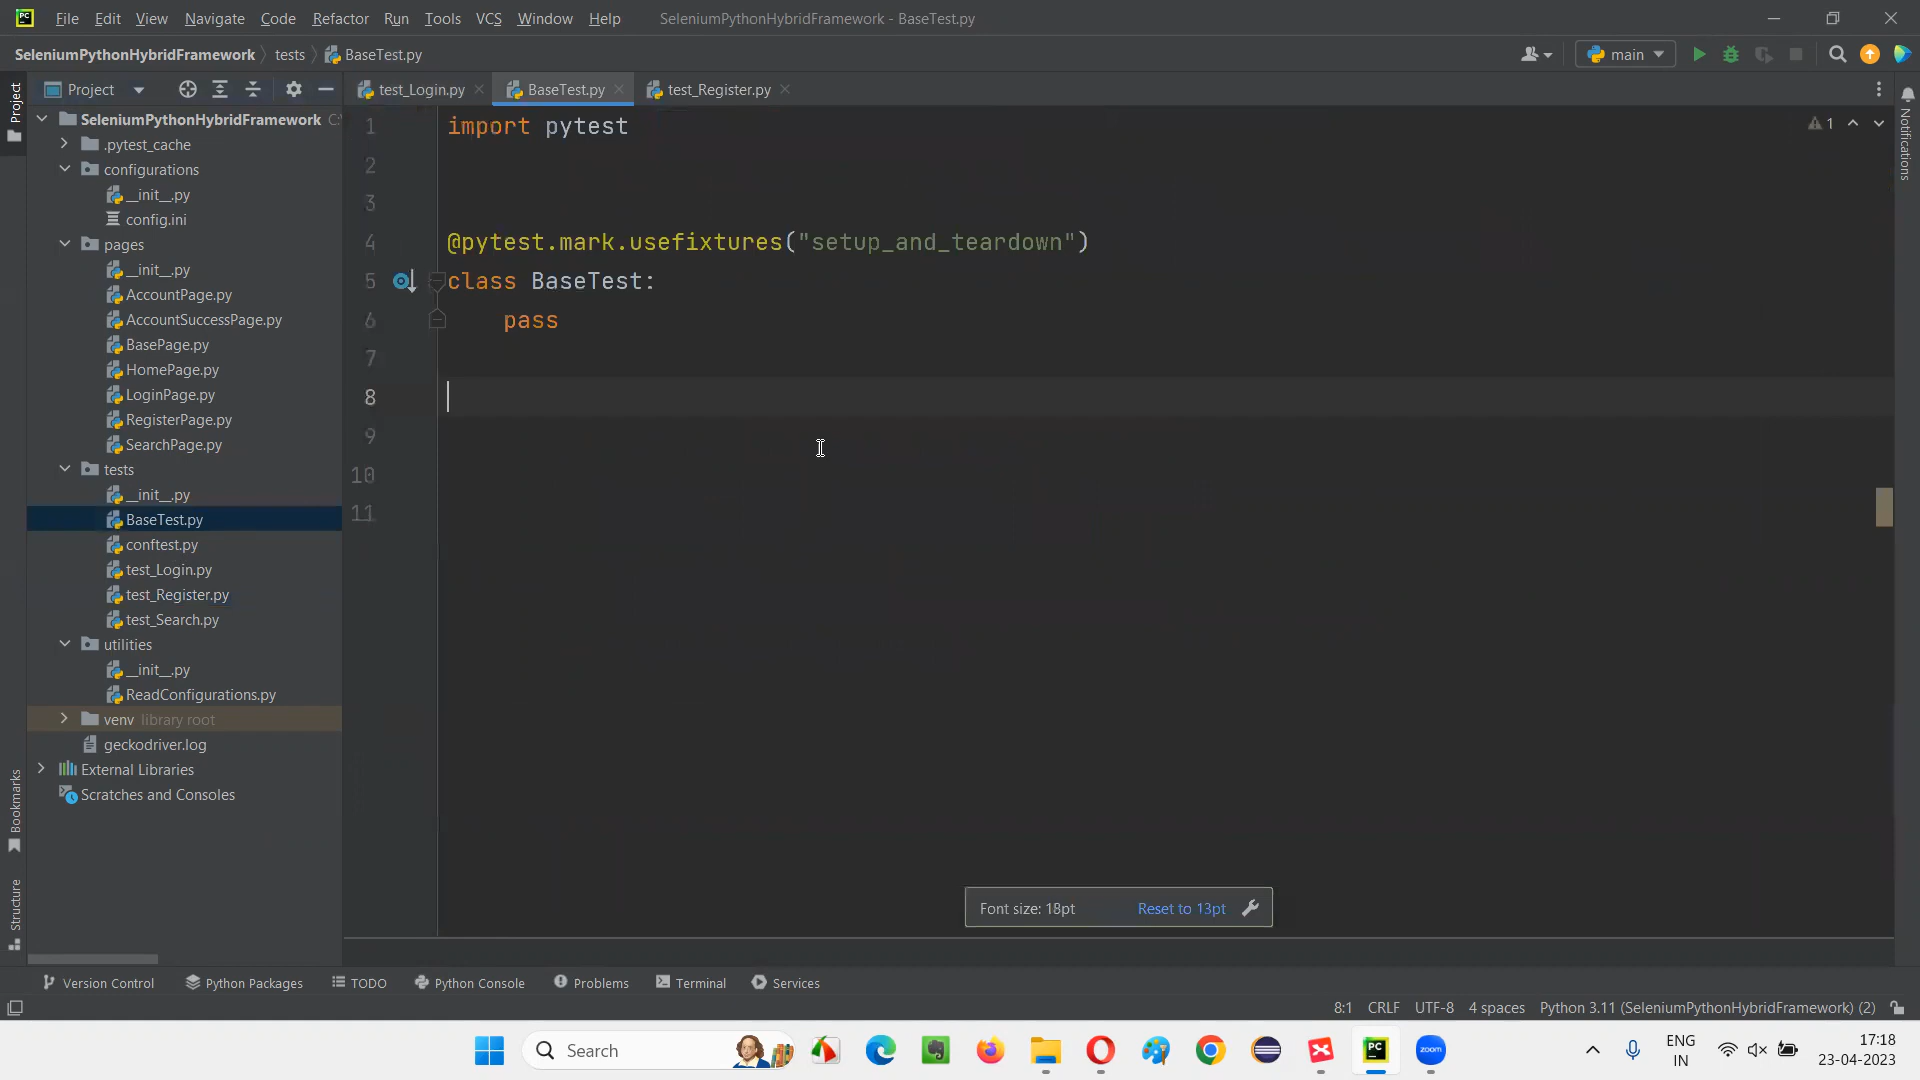 File Edit View Navigate Code Refactor Run Tools VCS Window Help SeleniumPythonHybridFramework - BaseTest.py
SeleniumPythonHybridFramework tests BaseTest.py main
Project
Project
test_Login.py BaseTest.py test_Register.py
SeleniumPythonHybridFramework C:
.pytest_cache
configurations
__init__.py
config.ini
pages
__init__.py
AccountPage.py
AccountSuccessPage.py
BasePage.py
HomePage.py
LoginPage.py
RegisterPage.py
SearchPage.py
tests
__init__.py
BaseTest.py
conftest.py
test_Login.py
test_Register.py
test_Search.py
utilities
__init__.py
ReadConfigurations.py
venv library root
geckodriver.log
External Libraries
Scratches and Consoles
Bookmarks
Structure
1 import pytest
2
3
4 @pytest.mark.usefixtures("setup_and_teardown")
5 class BaseTest:
6 pass
7
8
9
10
11
1
Notifications
Font size: 18pt Reset to 13pt
Version Control Python Packages TODO Python Console Problems Terminal Services
8:1 CRLF UTF-8 4 spaces Python 3.11 (SeleniumPythonHybridFramework) (2)
Search
PC
zoom
ENG
IN
17:18
23-04-2023